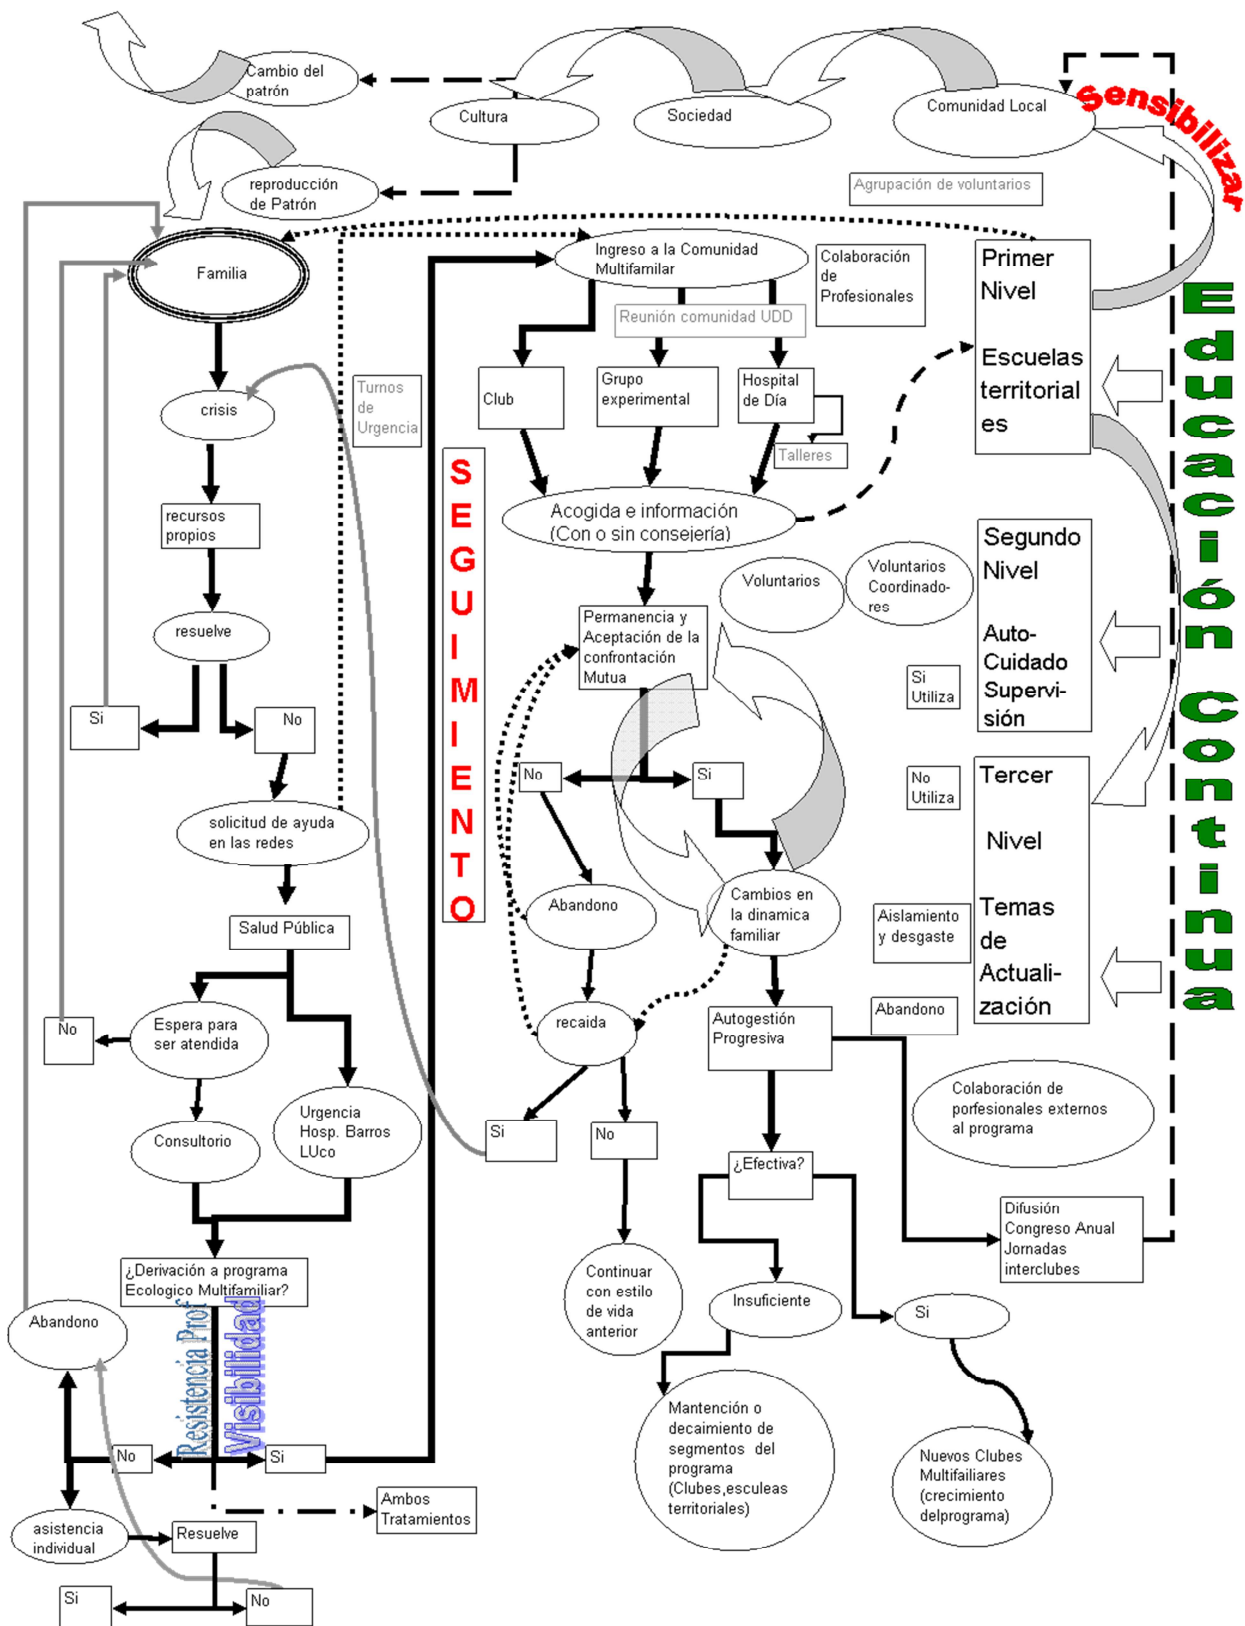 Cambio del
patrón
Cultura
Sociedad
Comunidad Local
Sensibilizar
reproducción
de Patrón
Agrupación de voluntarios
Familia
Ingreso a la Comunidad
Multifamilar
Colaboración
de
Profesionales
Primer
Nivel
Escuelas
territorial
es
Educación Continua
Reunión comunidad UDD
Turnos
de
Urgencia
crisis
Club
Grupo
experimental
Hospital
de Día
Talleres
SEGUIMIENTO
recursos
propios
Acogida e información
(Con o sin consejería)
Segundo
Nivel
Auto-
Cuidado
Supervi-
sión
Voluntarios
Voluntarios
Coordinado-
res
resuelve
Permanencia y
Aceptación de la
confrontación
Mutua
Si
Utiliza
Si
No
No
Si
No
Utiliza
Tercer
Nivel
Temas
de
Actuali-
zación
solicitud de ayuda
en las redes
Salud Pública
Abandono
Cambios en
la dinamica
familiar
Aislamiento
y desgaste
No
Espera para
ser atendida
recaida
Autogestión
Progresiva
Abandono
Consultorio
Urgencia
Hosp. Barros
LUco
Si
No
¿Efectiva?
Colaboración de
porfesionales externos
al programa
Difusión
Congreso Anual
Jornadas
interclubes
¿Derivación a programa
Ecologico Multifamiliar?
Abandono
Resistencia Prof
Visibilidad
Continuar
con estilo
de vida
anterior
Insuficiente
Si
No
Si
Mantención o
decaimiento de
segmentos del
programa
(Clubes,esculeas
territoriales)
Nuevos Clubes
Multifailiares
(crecimiento
delprograma)
Ambos
Tratamientos
asistencia
individual
Resuelve
Si
No